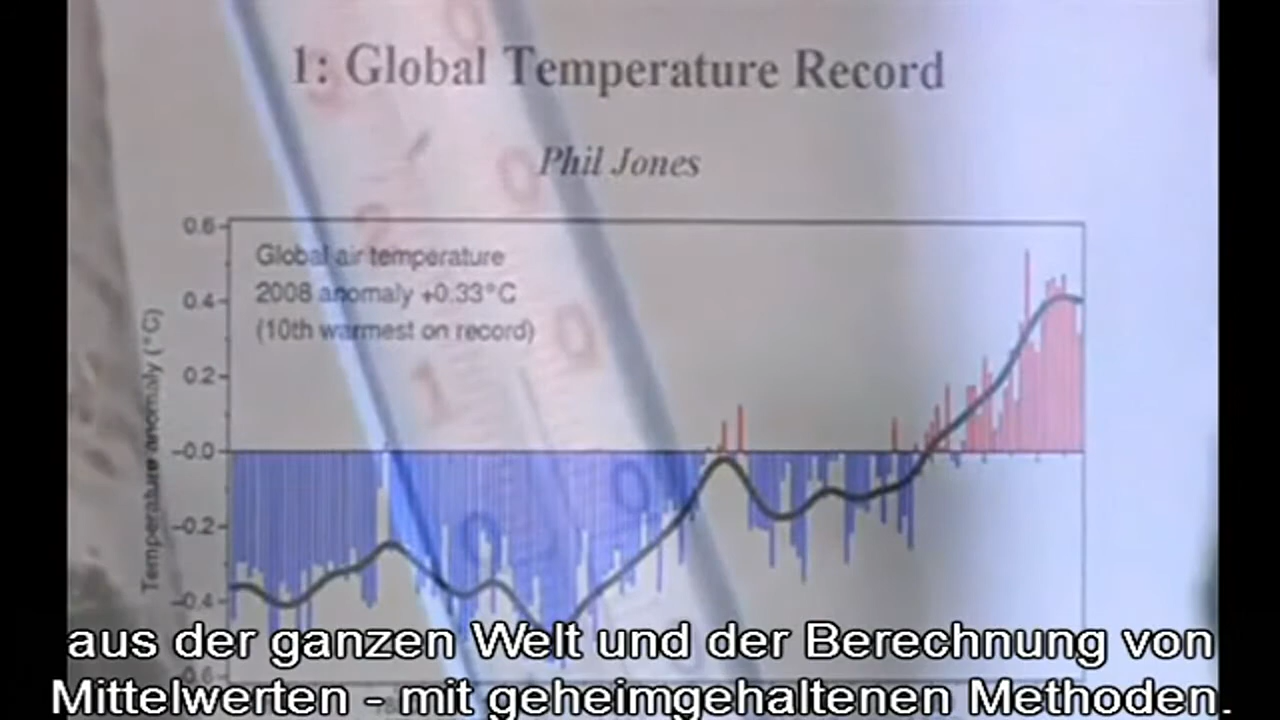 1: Global Temperature Record
Phil Jones
Global air temperature
2008 anomaly +0.33°C
(10th warmest on record)
Temperature anomaly (°C)
0.6
0.4
0.2
-0.0
-0.2
-0.4
aus der ganzen Welt und der Berechnung von
Mittelwerten - mit geheimgehaltenen Methoden.